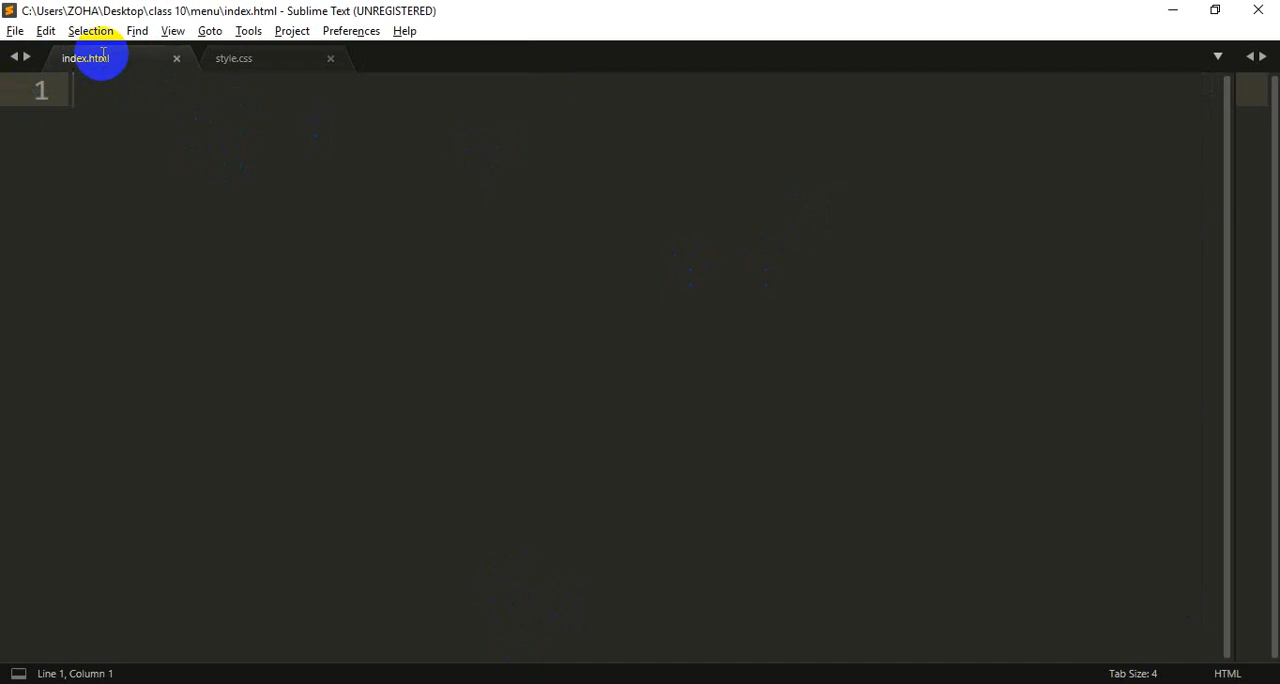 C:\Users\ZOHA\Desktop\class 10\menu\index.html - Sublime Text (UNREGISTERED)
File Edit Selection Find View Goto Tools Project Preferences Help
index.html style.css
1
Line 1, Column 1 Tab Size: 4 HTML